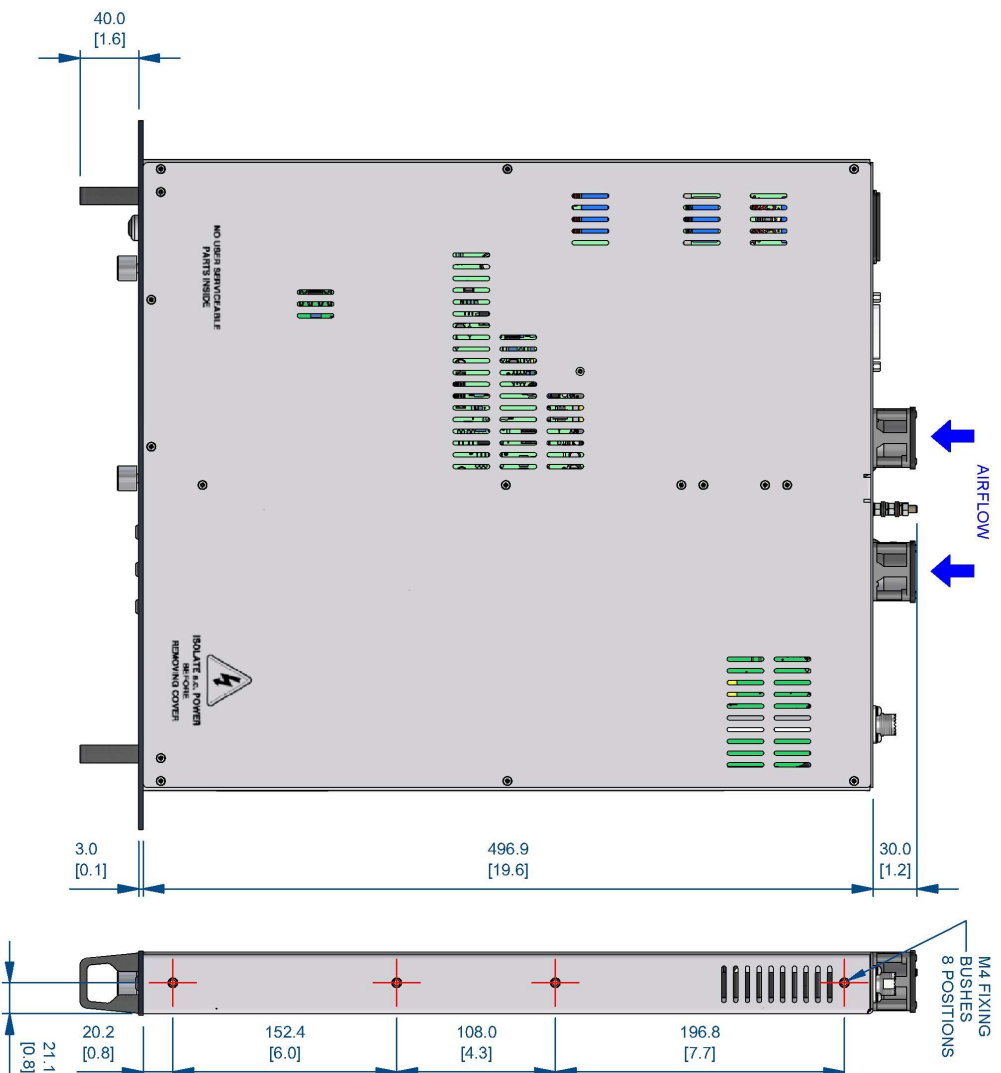 40.0
[1.6]
NO USER SERVICEABLE
PARTS INSIDE
AIRFLOW
ISOLATE a.c. POWER
BEFORE
REMOVING COVER
3.0
[0.1]
496.9
[19.6]
30.0
[1.2]
M4 FIXING
BUSHES
8 POSITIONS
21.1
[0.8]
20.2
[0.8]
152.4
[6.0]
108.0
[4.3]
196.8
[7.7]